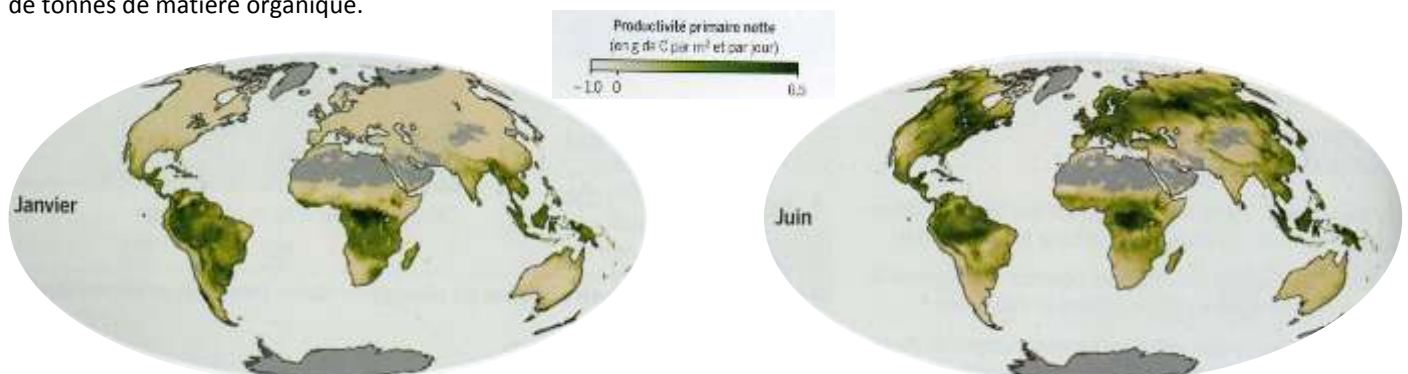 de tonnes de matière organique.
Productivité primaire nette
(en g de C par m² et par jour)
-1.0 0 6.5
Janvier
Juin